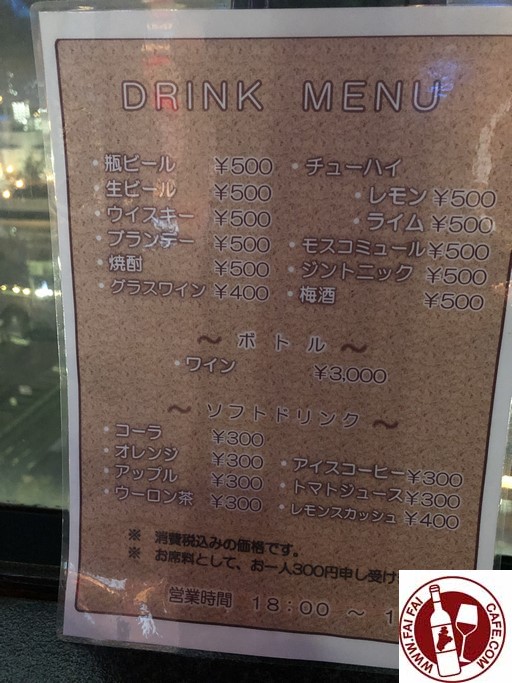 DRINK MENU
・瓶ビール ¥500
・生ビール ¥500
・ウイスキー ¥500
・ブランデー ¥500
・焼酎 ¥500
・グラスワイン ¥400
・チューハイ
・レモン ¥500
・ライム ¥500
・モスコミュール ¥500
・ジントニック ¥500
・梅酒 ¥500
～ ボトル ～
・ワイン ¥3,000
～ ソフトドリンク ～
・コーラ ¥300
・オレンジ ¥300
・アップル ¥300
・ウーロン茶 ¥300
・アイスコーヒー ¥300
・トマトジュース ¥300
・レモンスカッシュ ¥400
※ 消費税込みの価格です。
※ お席料として、お一人300円申し受け
営業時間 18:00 ～ 1
WWW.FAI FAI CAFE.COM